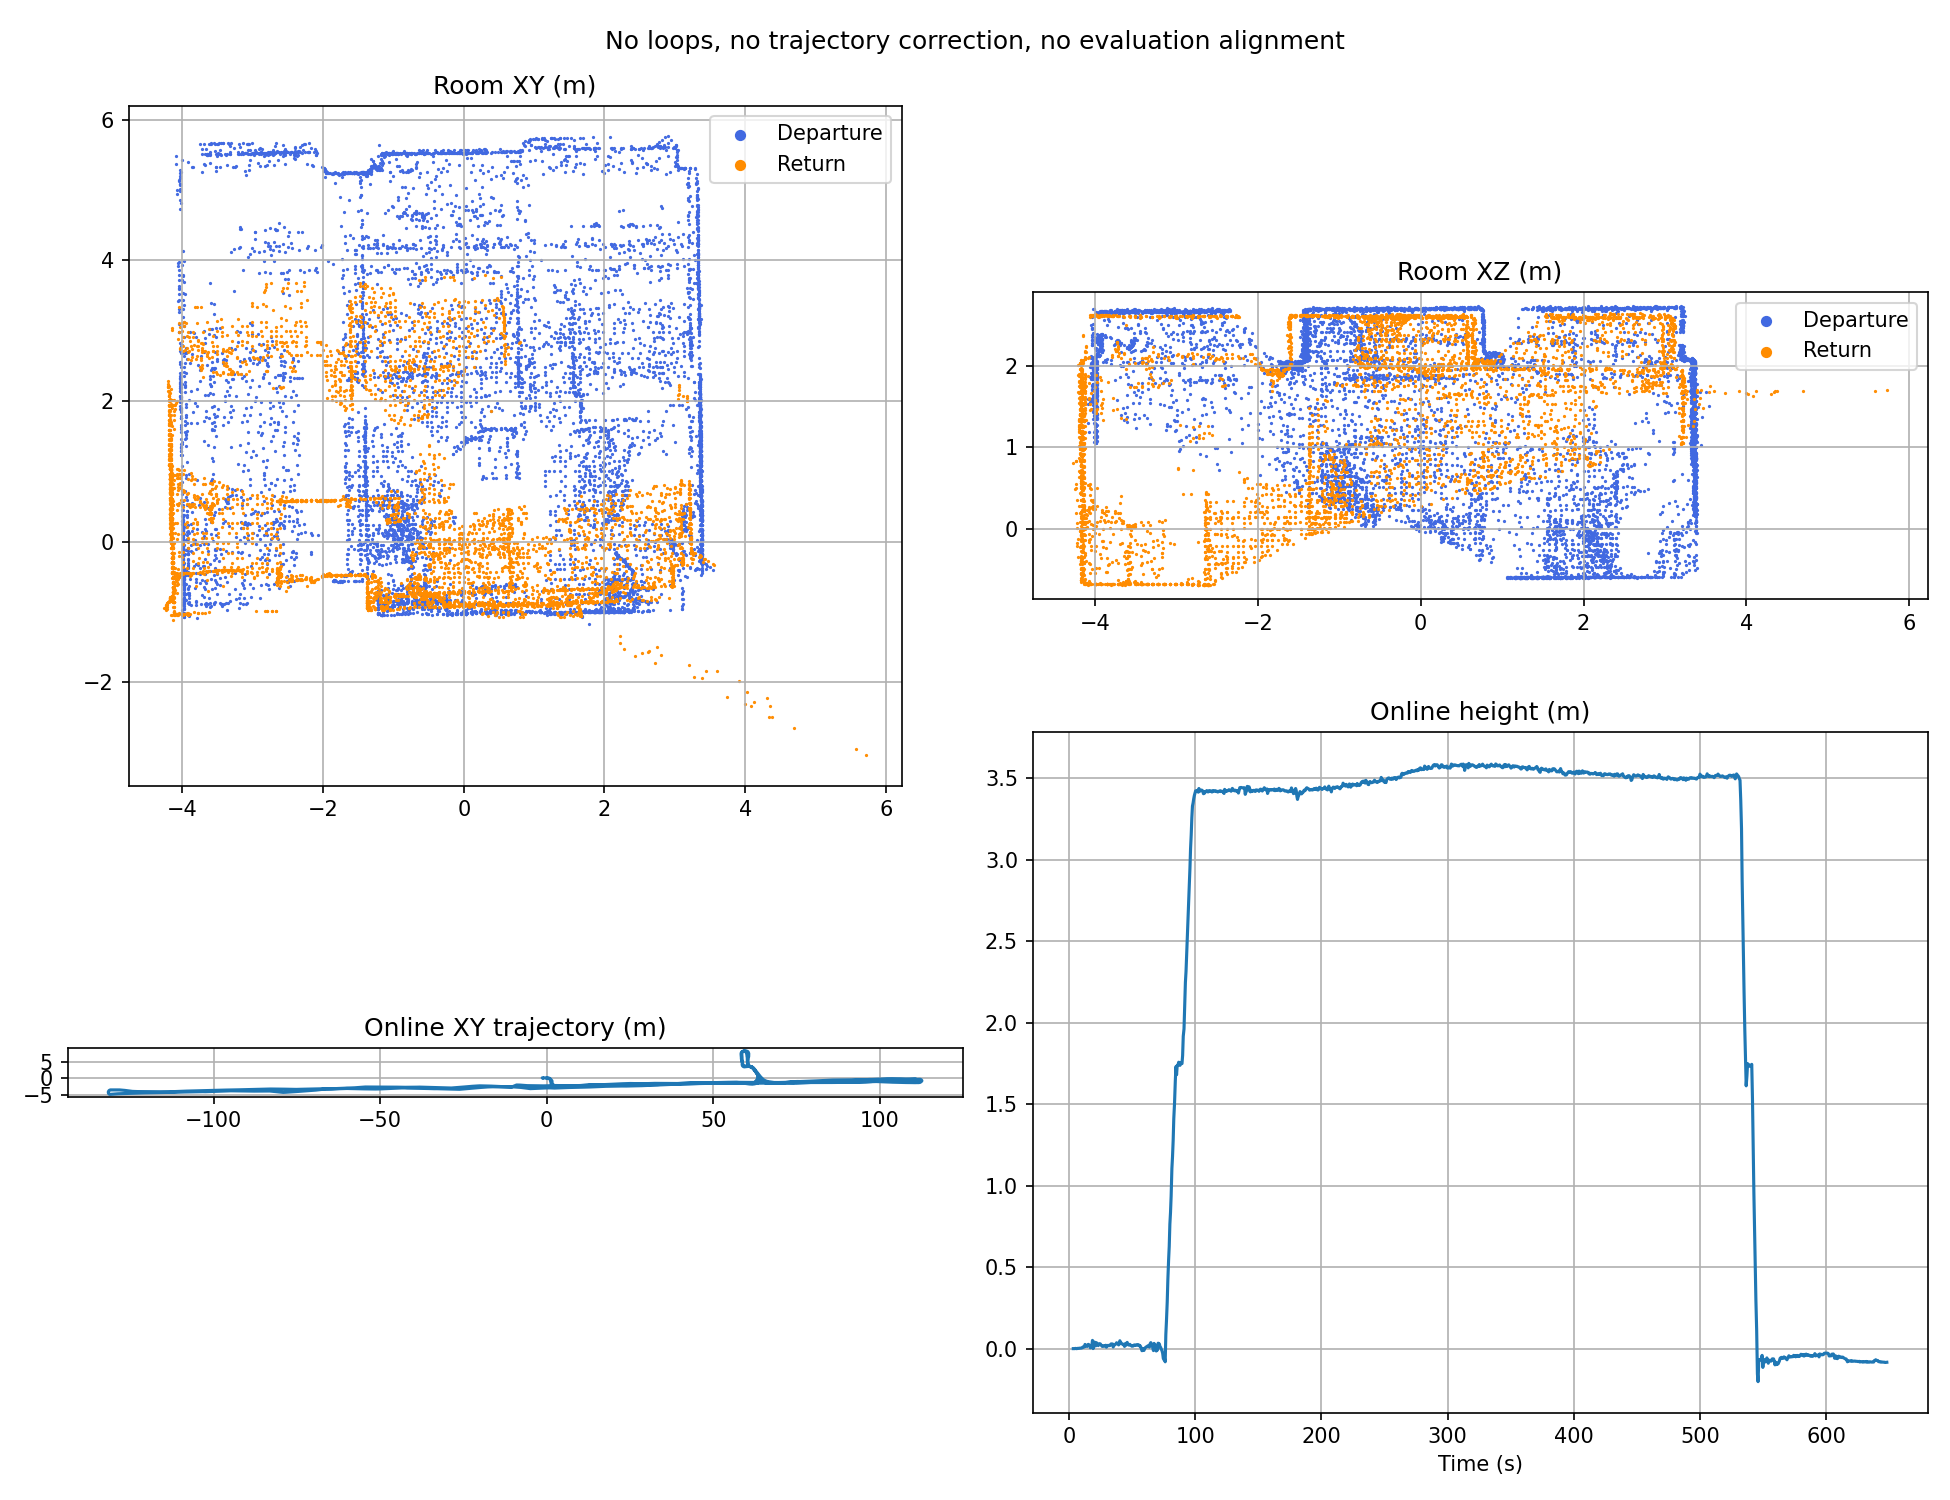 No loops, no trajectory correction, no evaluation alignment
Room XY (m)
Departure
Return
6
4
2
0
−2
−4 −2 0 2 4 6
Room XZ (m)
Departure
Return
2
1
0
−4 −2 0 2 4 6
Online XY trajectory (m)
5
0
−5
−100 −50 0 50 100
Online height (m)
3.5
3.0
2.5
2.0
1.5
1.0
0.5
0.0
0 100 200 300 400 500 600
Time (s)